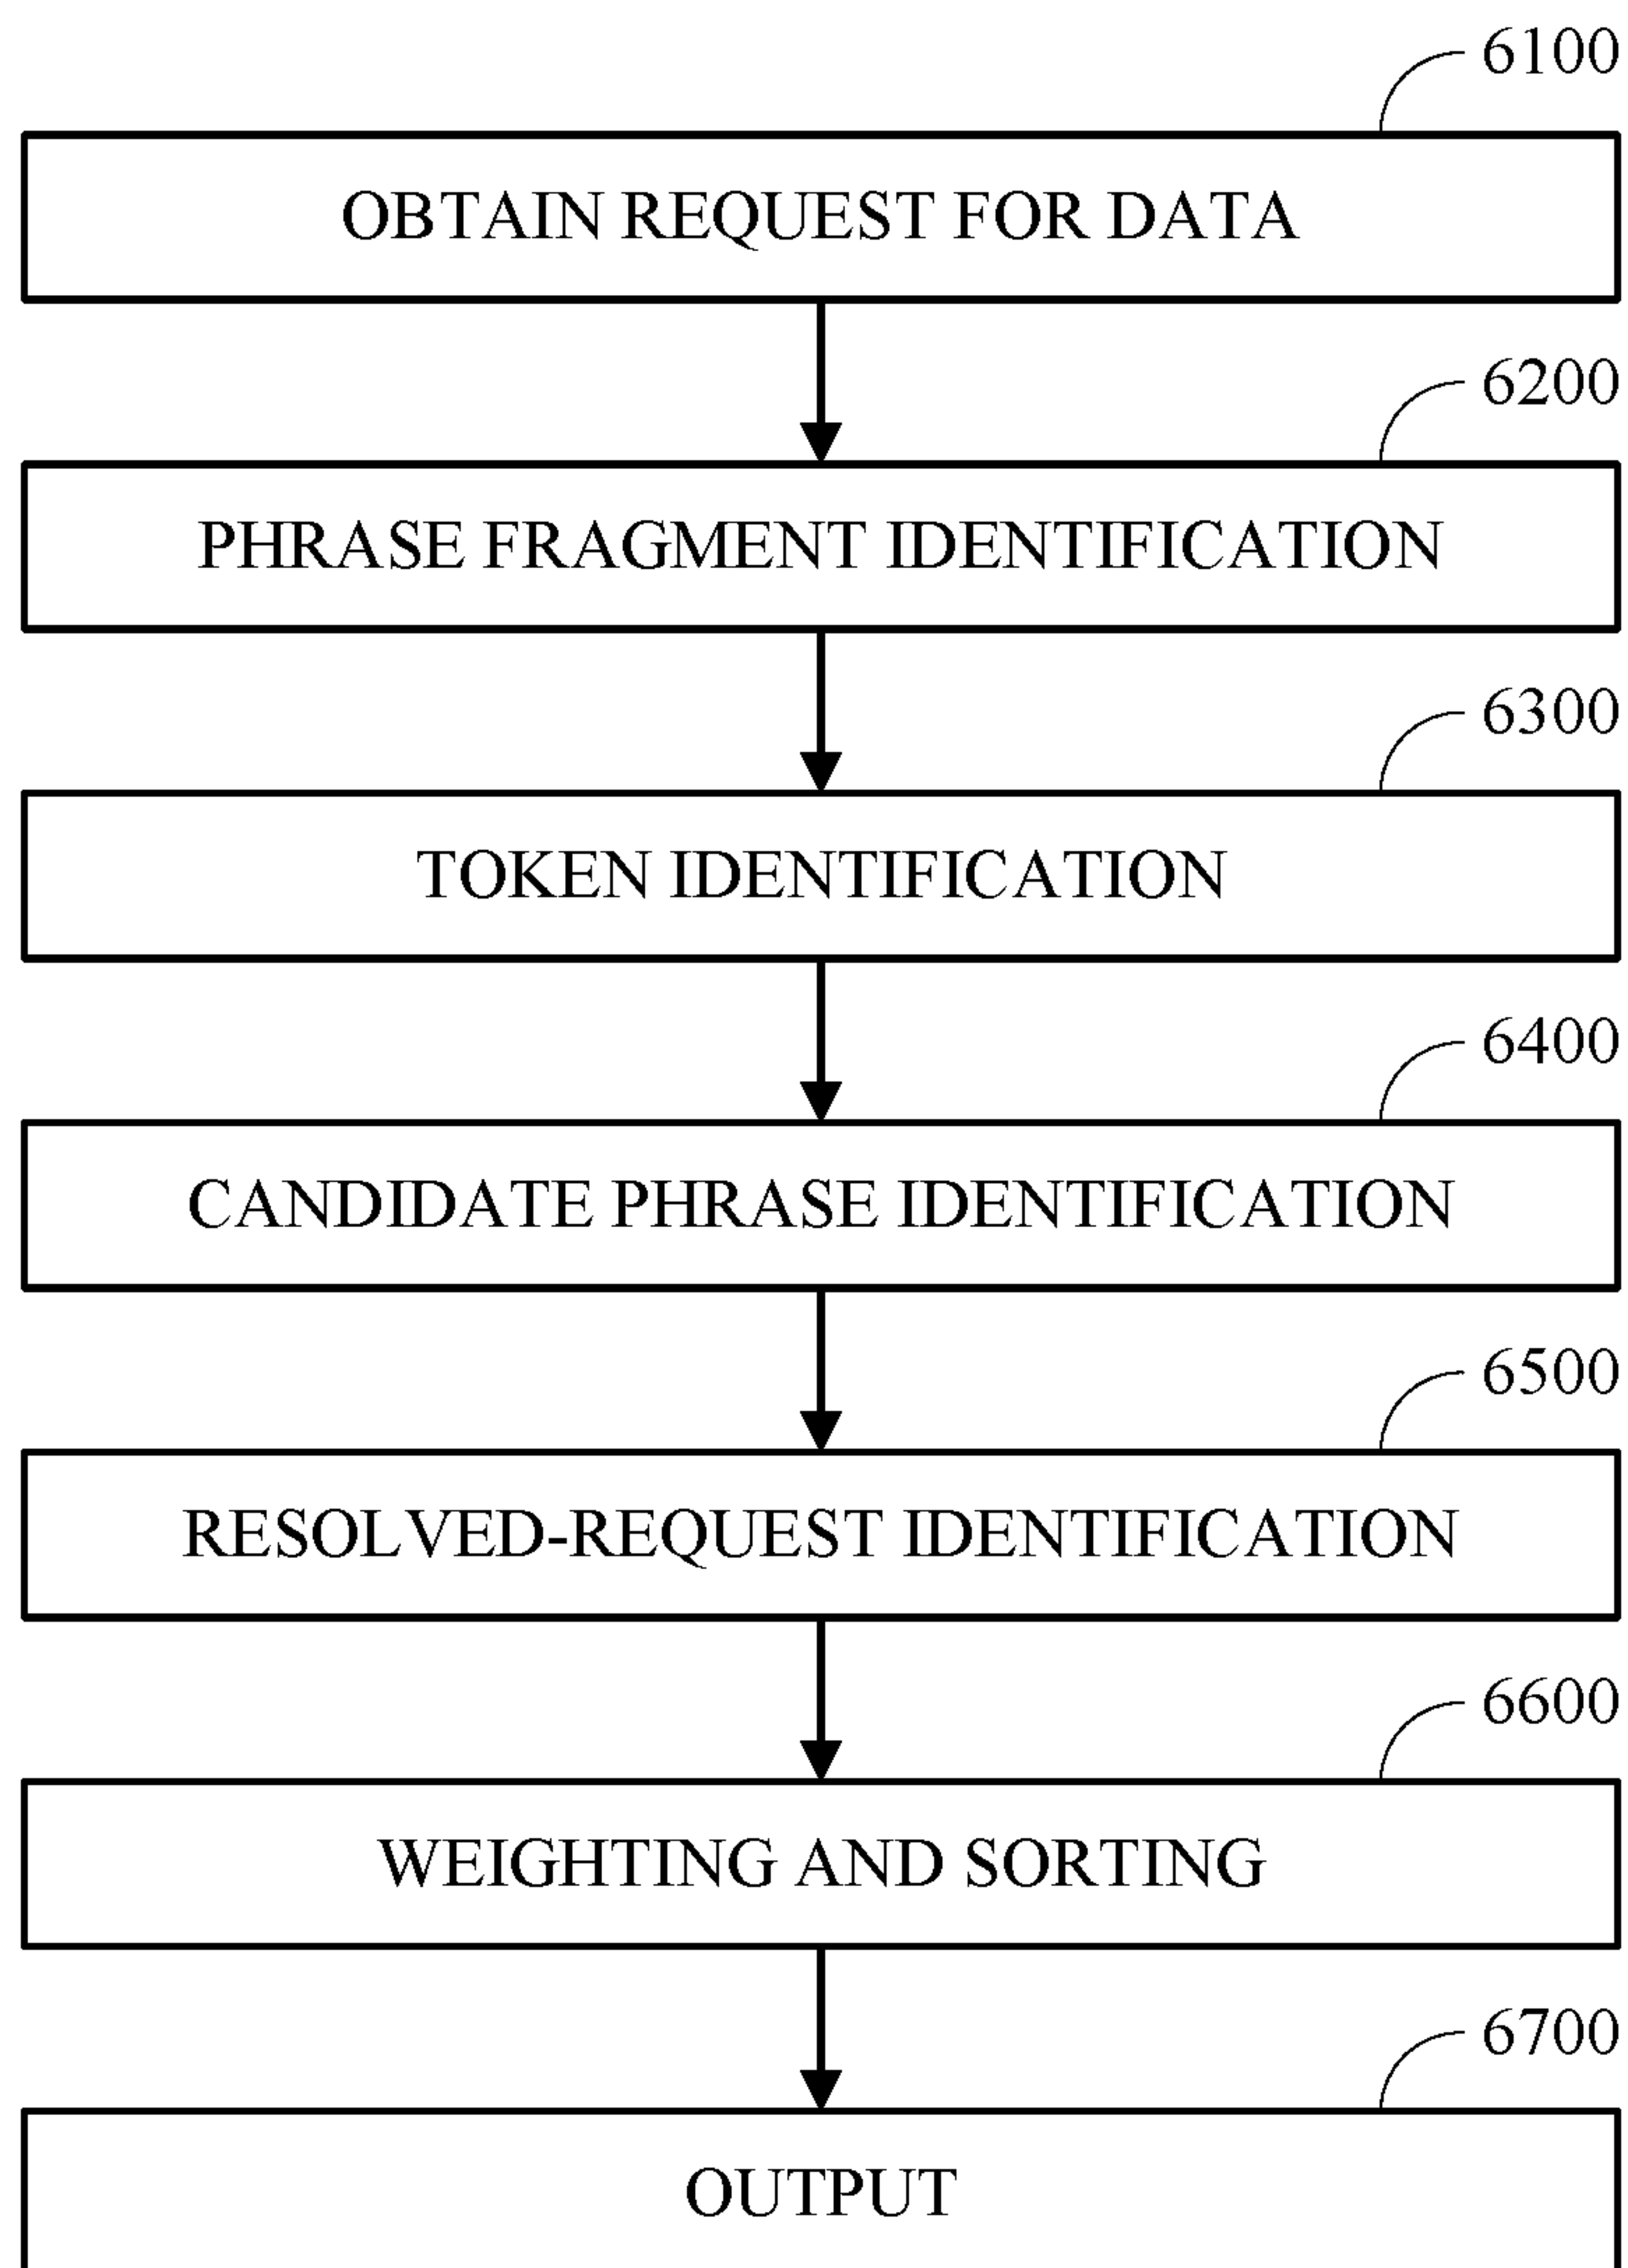 6100
OBTAIN REQUEST FOR DATA
6200
PHRASE FRAGMENT IDENTIFICATION
6300
TOKEN IDENTIFICATION
6400
CANDIDATE PHRASE IDENTIFICATION
6500
RESOLVED-REQUEST IDENTIFICATION
6600
WEIGHTING AND SORTING
6700
OUTPUT